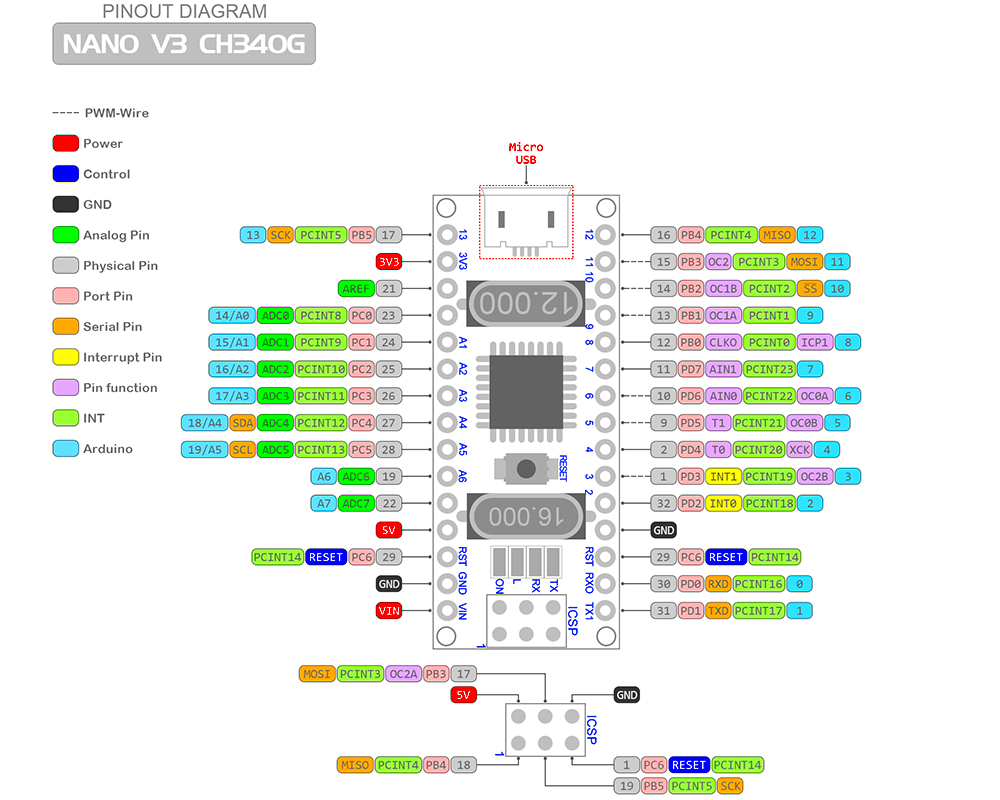 PINOUT DIAGRAM
NANO V3 CH340G
PWM-Wire
Power
Control
GND
Analog Pin
Physical Pin
Port Pin
Serial Pin
Interrupt Pin
Pin function
INT
Arduino
Micro
USB
13 SCK PCINT5 PB5 17
3V3
AREF 21
14/A0 ADC0 PCINT8 PC0 23
15/A1 ADC1 PCINT9 PC1 24
16/A2 ADC2 PCINT10 PC2 25
17/A3 ADC3 PCINT11 PC3 26
18/A4 SDA ADC4 PCINT12 PC4 27
19/A5 SCL ADC5 PCINT13 PC5 28
A6 ADC6 19
A7 ADC7 22
5V
PCINT14 RESET PC6 29
GND
VIN
13
3V3
A1
A2
A3
A4
A5
A6
RST
GND
VIN
12.000
RESET
16.000
ON
L
RX
TX
ICSP
1
12
11
10
9
8
7
6
5
4
3
2
RST
RX0
TX1
16 PB4 PCINT4 MISO 12
15 PB3 OC2 PCINT3 MOSI 11
14 PB2 OC1B PCINT2 SS 10
13 PB1 OC1A PCINT1 9
12 PB0 CLKO PCINT0 ICP1 8
11 PD7 AIN1 PCINT23 7
10 PD6 AIN0 PCINT22 OC0A 6
9 PD5 T1 PCINT21 OC0B 5
2 PD4 T0 PCINT20 XCK 4
1 PD3 INT1 PCINT19 OC2B 3
32 PD2 INT0 PCINT18 2
GND
29 PC6 RESET PCINT14
30 PD0 RXD PCINT16 0
31 PD1 TXD PCINT17 1
MOSI PCINT3 OC2A PB3 17
5V
GND
ICSP
1
MISO PCINT4 PB4 18
1 PC6 RESET PCINT14
19 PB5 PCINT5 SCK